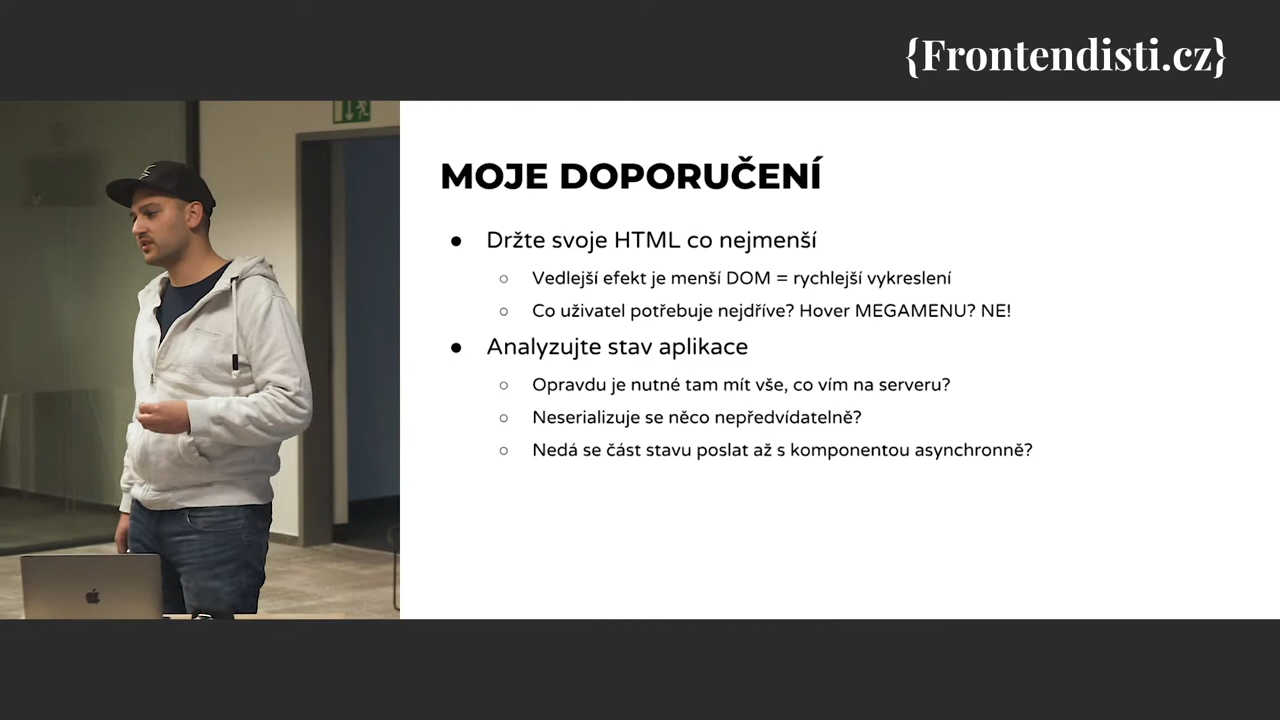 {Frontendisti.cz}
MOJE DOPORUČENÍ
● Držte svoje HTML co nejmenší
○ Vedlejší efekt je menší DOM = rychlejší vykreslení
○ Co uživatel potřebuje nejdříve? Hover MEGAMENU? NE!
● Analyzujte stav aplikace
○ Opravdu je nutné tam mít vše, co vím na serveru?
○ Neserializuje se něco nepředvídatelně?
○ Nedá se část stavu poslat až s komponentou asynchronně?